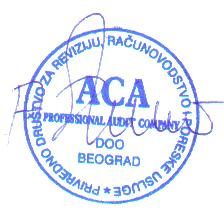 PRIVREDNO DRUŠTVO ZA REVIZIJU, RAČUNOVODSTVO I PORESKE USLUGE *
ACA
PROFESSIONAL AUDIT COMPANY
DOO
BEOGRAD